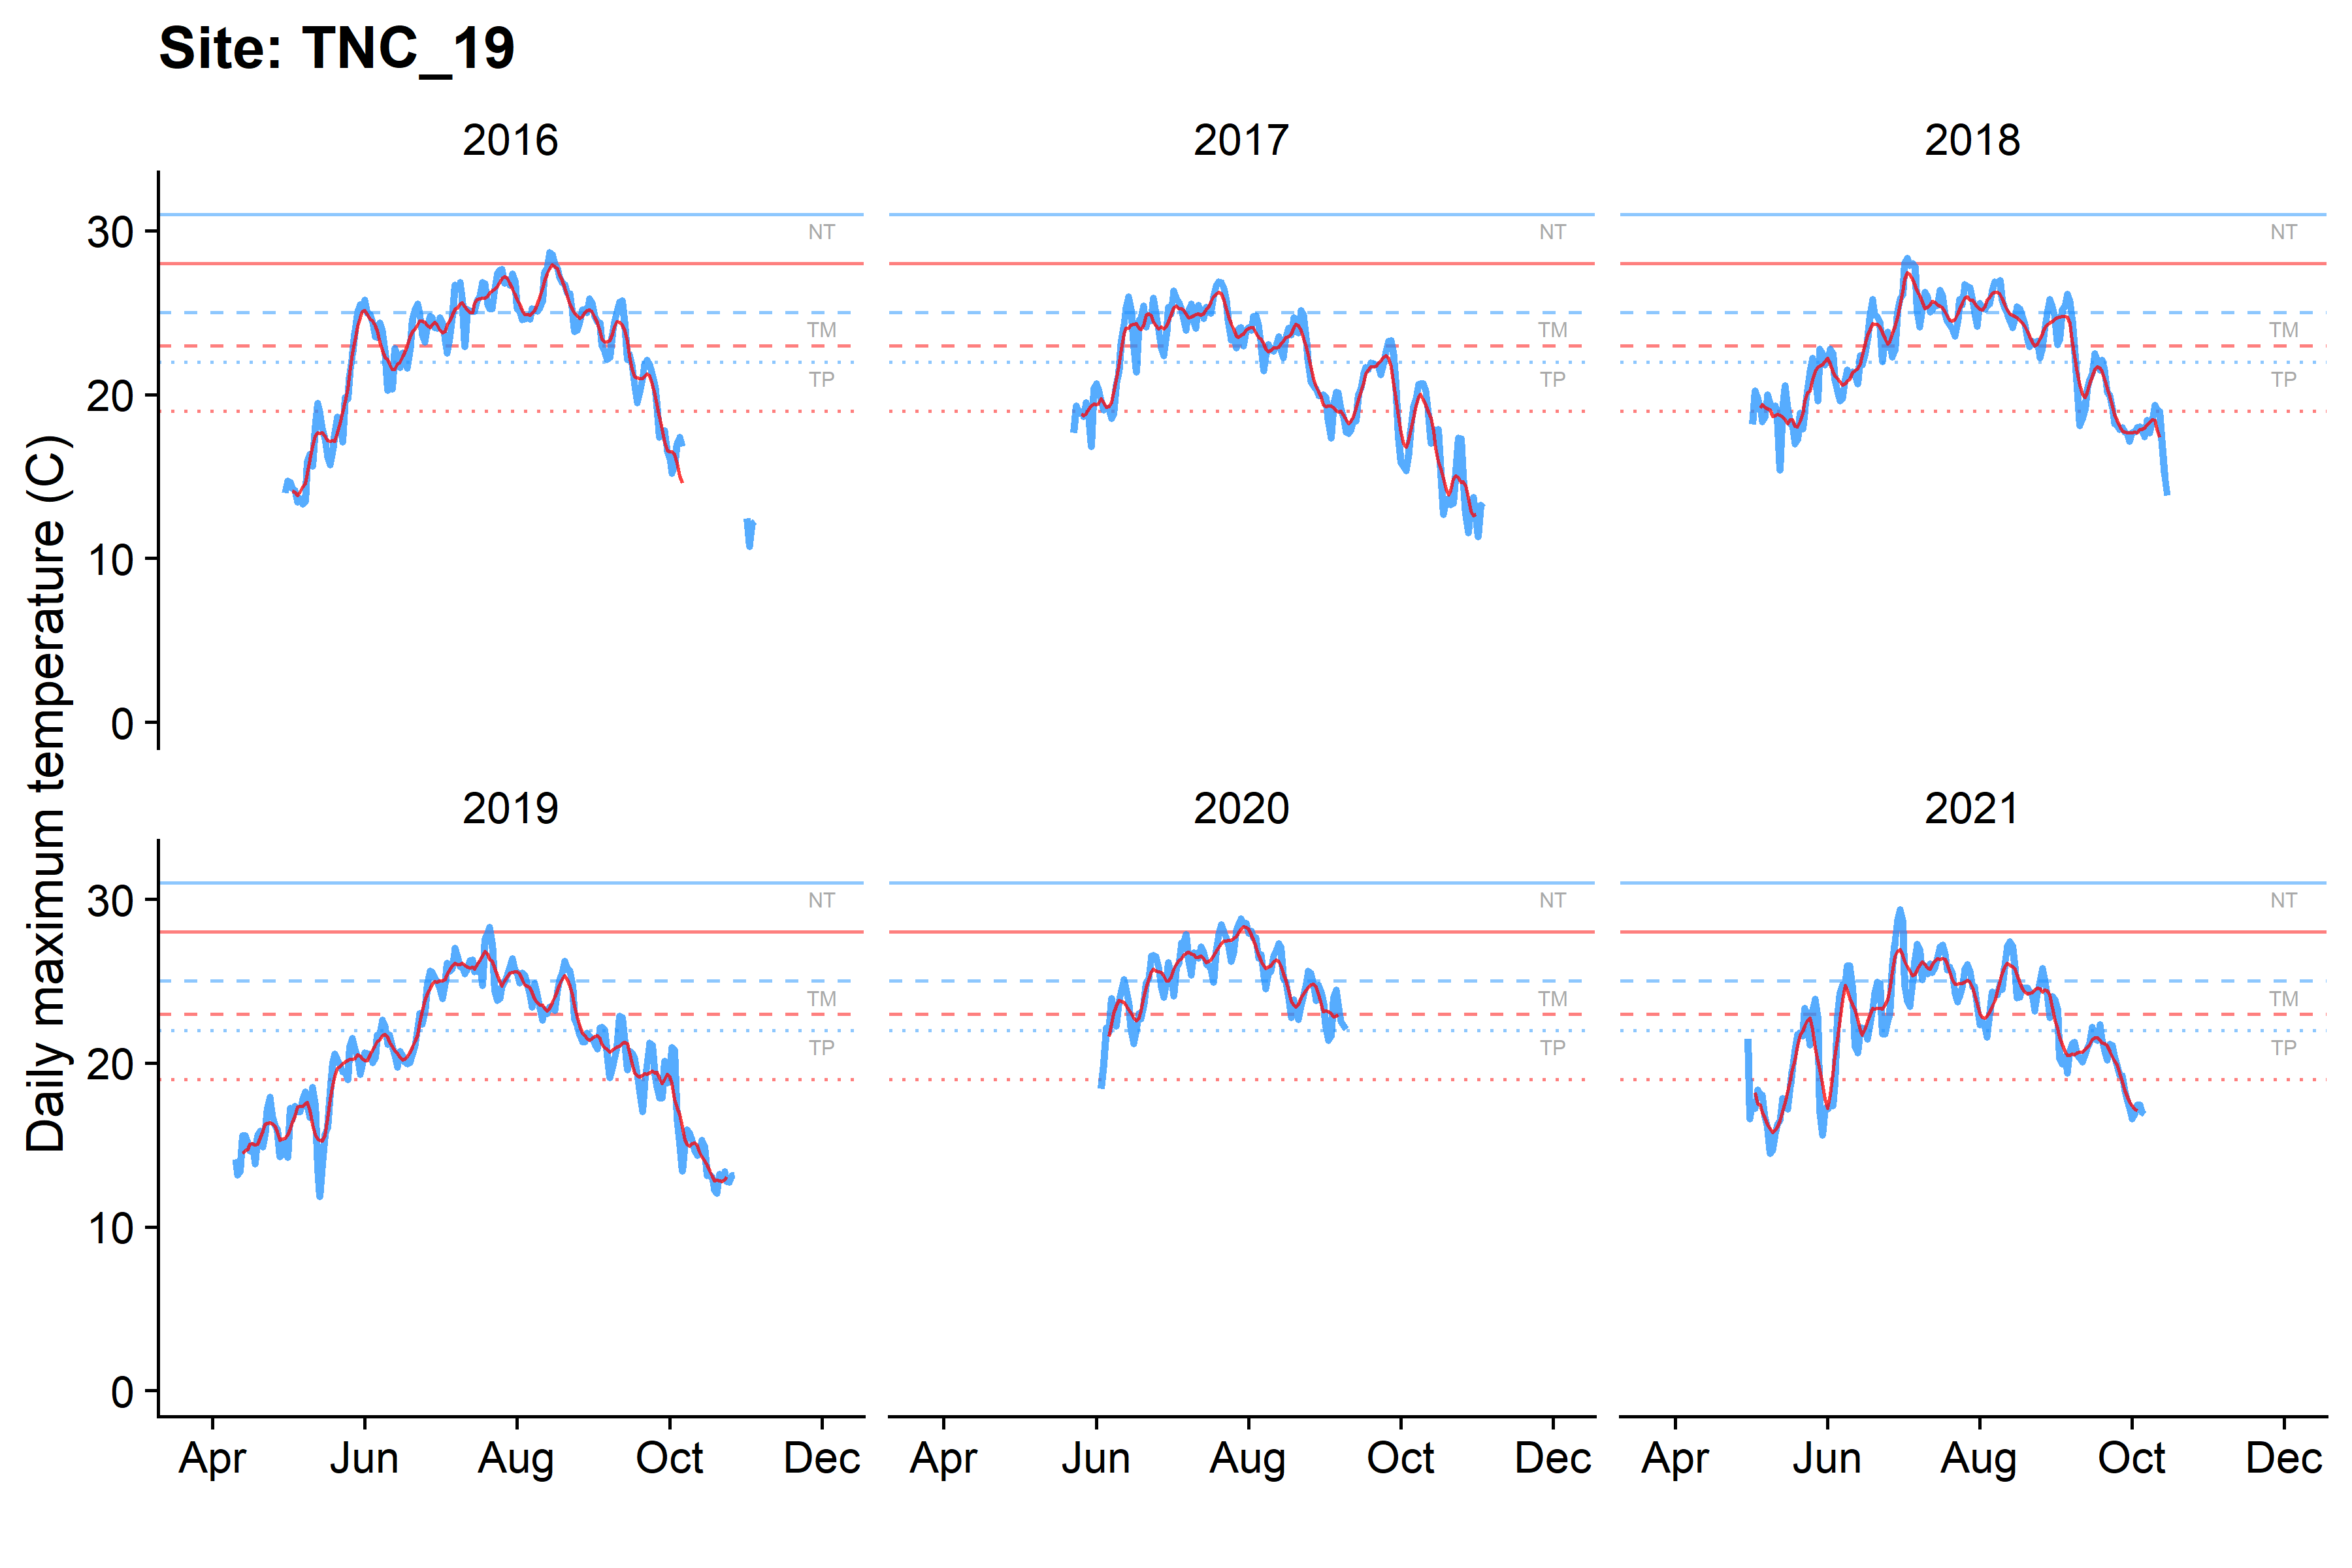 Site: TNC_19
2016
2017
2018
Daily maximum temperature (C)
30
20
10
0
NT
TM
TP
NT
TM
TP
NT
TM
TP
2019
2020
2021
30
20
10
0
NT
TM
TP
NT
TM
TP
NT
TM
TP
Apr Jun Aug Oct Dec
Apr Jun Aug Oct Dec
Apr Jun Aug Oct Dec